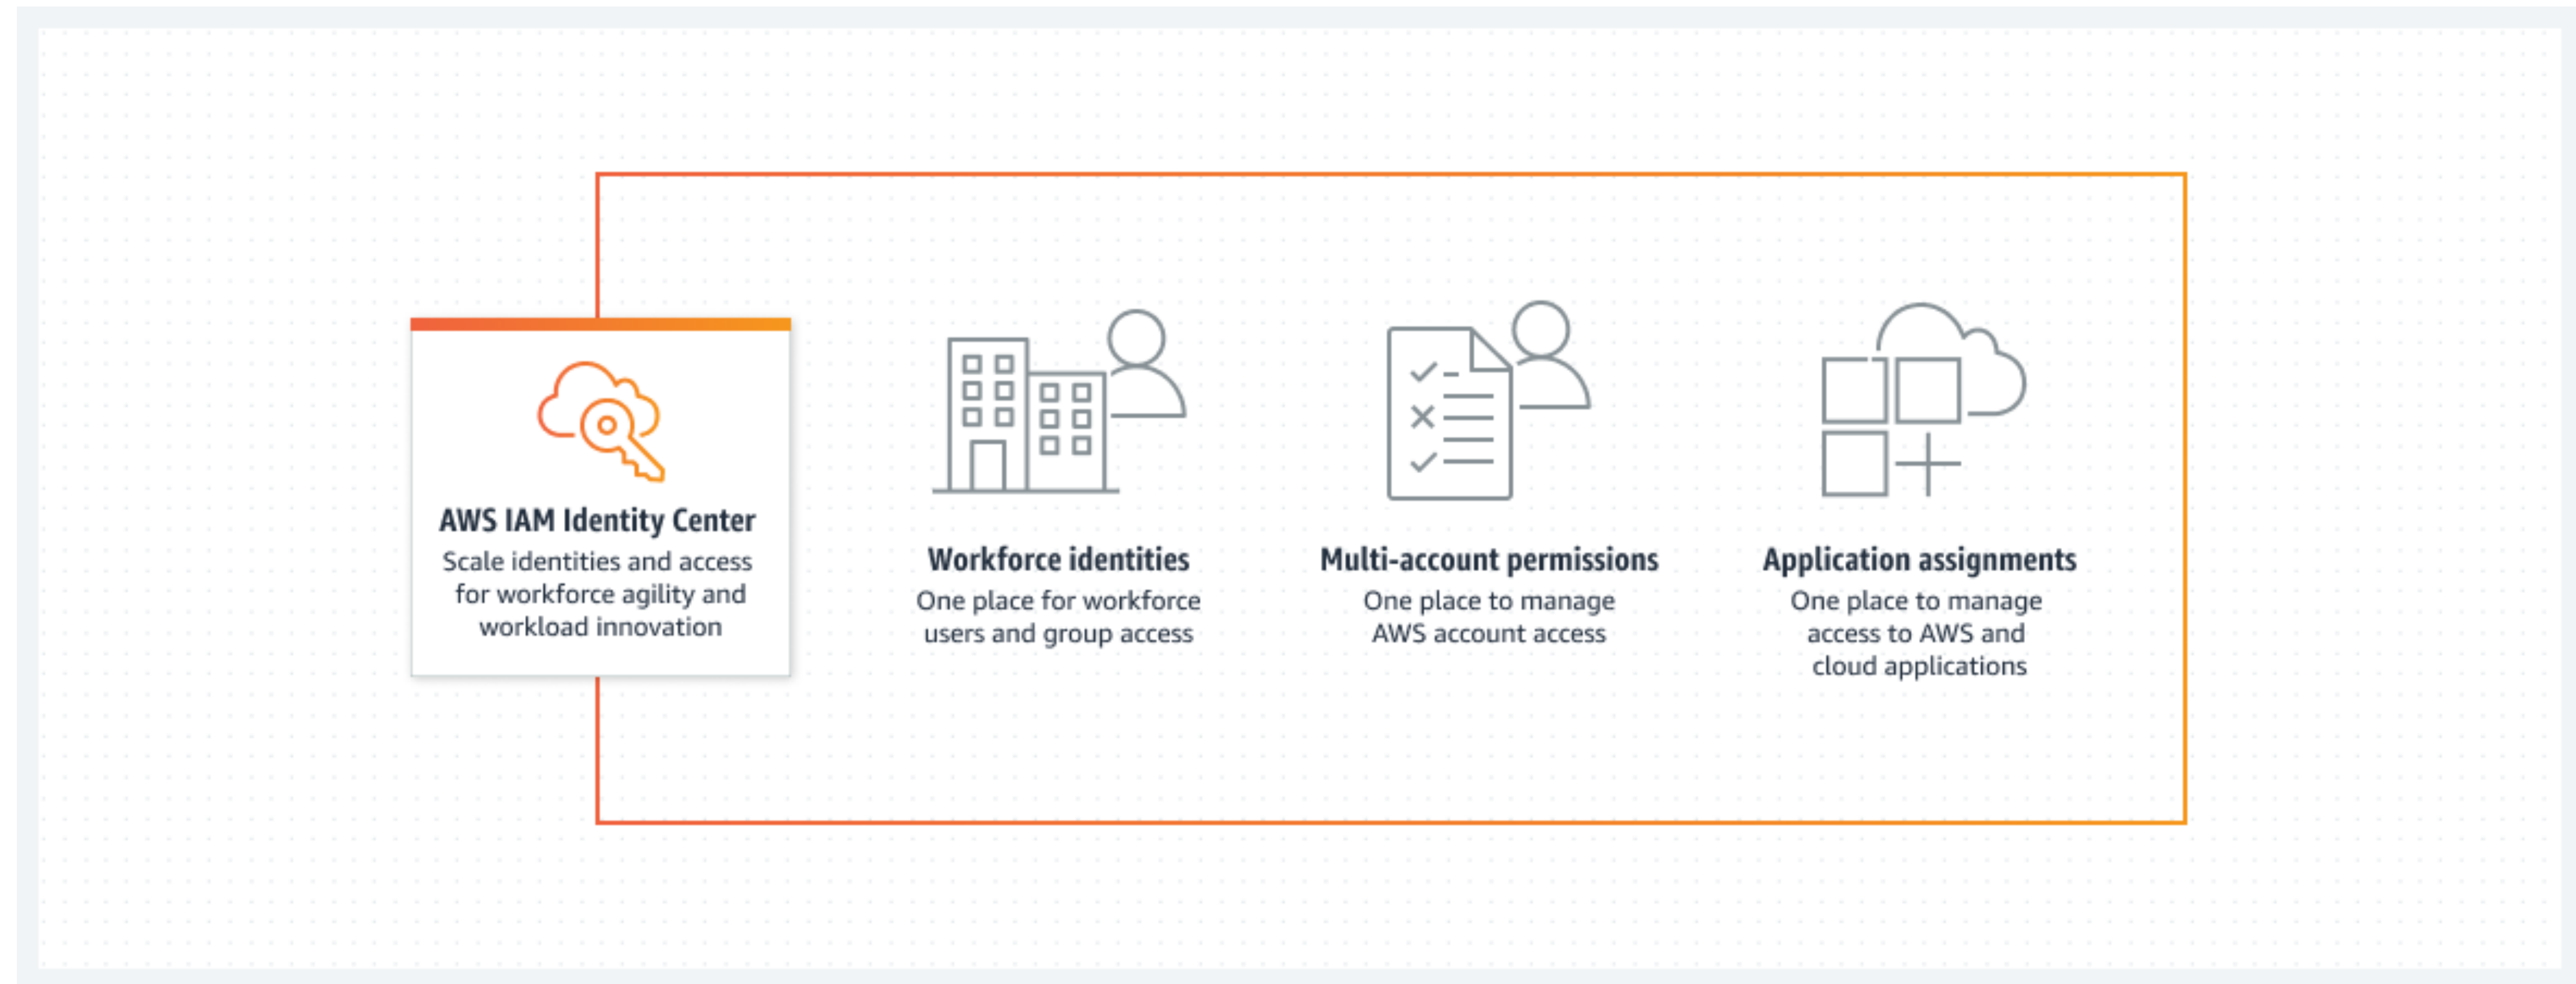 AWS IAM Identity Center
Scale identities and access
for workforce agility and
workload innovation
Workforce identities
One place for workforce
users and group access
Multi-account permissions
One place to manage
AWS account access
Application assignments
One place to manage
access to AWS and
cloud applications